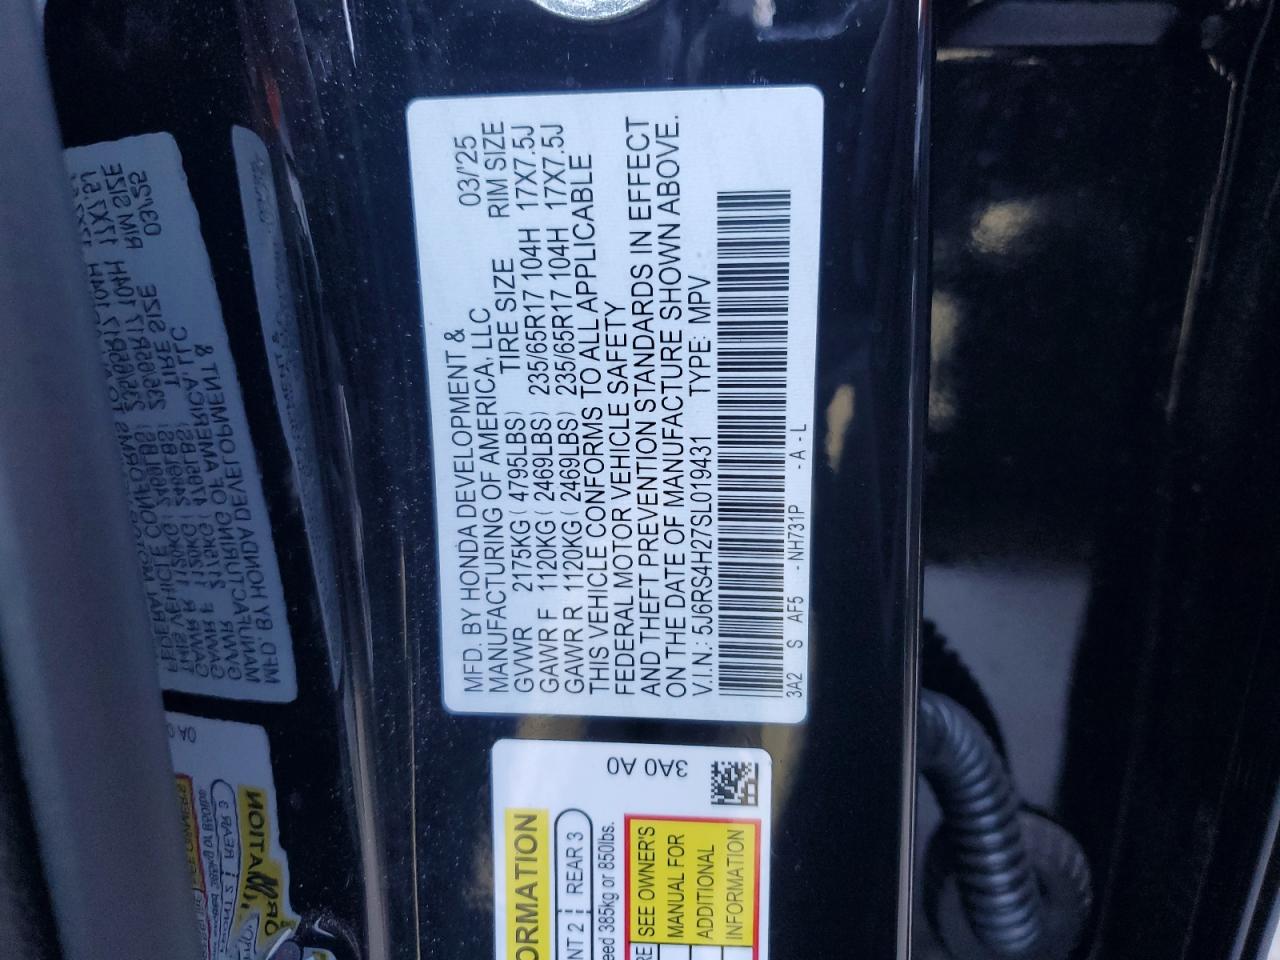 MFD. BY HONDA DEVELOPMENT & 03/'25
MANUFACTURING OF AMERICA, LLC RIM SIZE
GVWR 2175KG ( 4795LBS) TIRE SIZE
GAWR F 1120KG ( 2469LBS) 235/65R17 104H 17X7.5J
GAWR R 1120KG ( 2469LBS) 235/65R17 104H 17X7.5J
THIS VEHICLE CONFORMS TO ALL APPLICABLE
FEDERAL MOTOR VEHICLE SAFETY
AND THEFT PREVENTION STANDARDS IN EFFECT
ON THE DATE OF MANUFACTURE SHOWN ABOVE.
V.I.N.: 5J6RS4H27SL019431 TYPE: MPV
3A2 S AF5 - NH731P - A - L
3A0 A0
ORMATION
NT 2 REAR 3
eed 385kg or 850lbs.
RE
SEE OWNER'S
MANUAL FOR
ADDITIONAL
INFORMATION